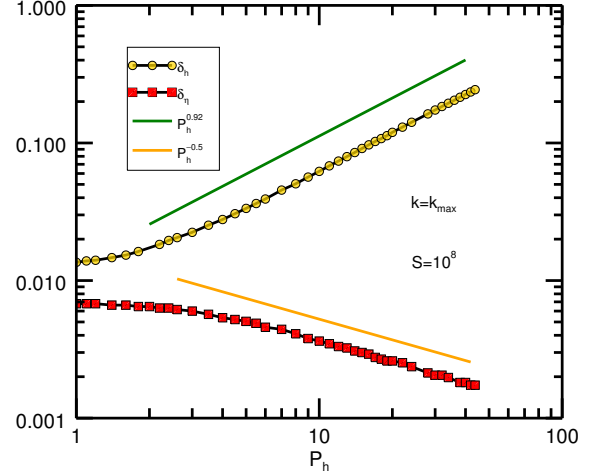 1.000
0.100
0.010
0.001
δ_h
δ_η
P_h^0.92
P_h^-0.5
k=k_max
S=10^8
1 10 100
P_h